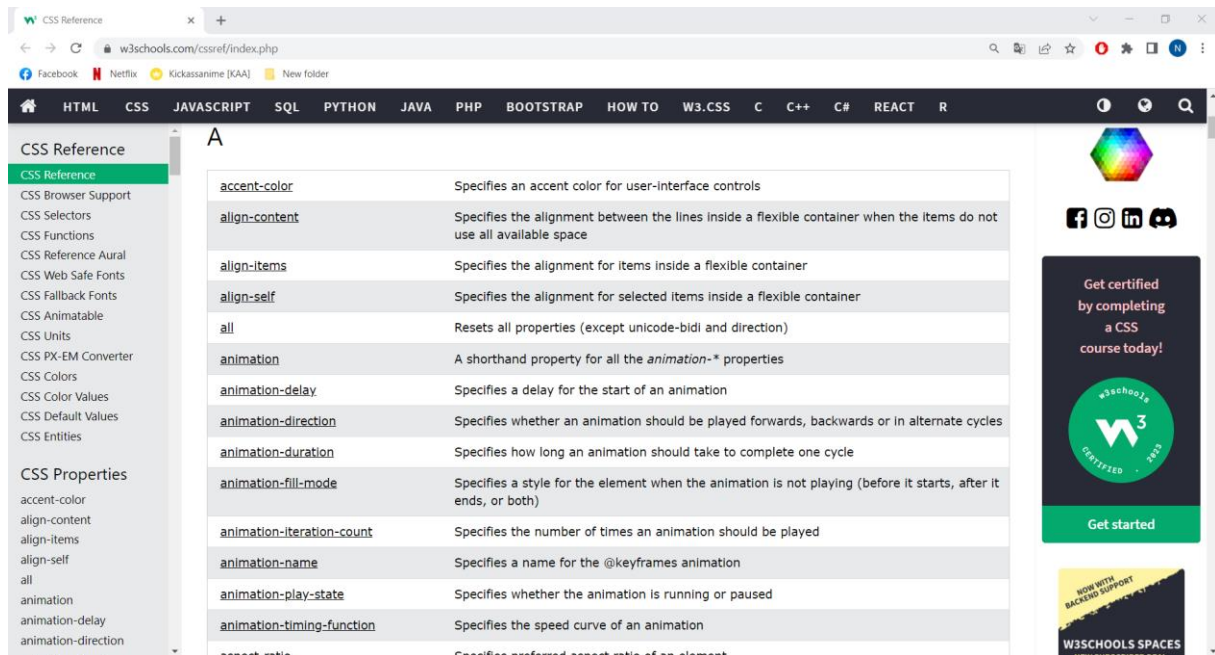 CSS Reference
w3schools.com/cssref/index.php
N
Facebook
Netflix
Kickassanime [KAA]
New folder
HTML CSS JAVASCRIPT SQL PYTHON JAVA PHP BOOTSTRAP HOW TO W3.CSS C C++ C# REACT R
CSS Reference
CSS Reference
CSS Browser Support
CSS Selectors
CSS Functions
CSS Reference Aural
CSS Web Safe Fonts
CSS Fallback Fonts
CSS Animatable
CSS Units
CSS PX-EM Converter
CSS Colors
CSS Color Values
CSS Default Values
CSS Entities
CSS Properties
accent-color
align-content
align-items
align-self
all
animation
animation-delay
animation-direction
A
accent-color Specifies an accent color for user-interface controls
align-content Specifies the alignment between the lines inside a flexible container when the items do not
use all available space
align-items Specifies the alignment for items inside a flexible container
align-self Specifies the alignment for selected items inside a flexible container
all Resets all properties (except unicode-bidi and direction)
animation A shorthand property for all the animation-* properties
animation-delay Specifies a delay for the start of an animation
animation-direction Specifies whether an animation should be played forwards, backwards or in alternate cycles
animation-duration Specifies how long an animation should take to complete one cycle
animation-fill-mode Specifies a style for the element when the animation is not playing (before it starts, after it
ends, or both)
animation-iteration-count Specifies the number of times an animation should be played
animation-name Specifies a name for the @keyframes animation
animation-play-state Specifies whether the animation is running or paused
animation-timing-function Specifies the speed curve of an animation
aspect-ratio Specifies preferred aspect ratio of an element
Get certified
by completing
a CSS
course today!
w3schools
3
CERTIFIED . 2023
Get started
NOW WITH
BACKEND SUPPORT
W3SCHOOLS SPACES